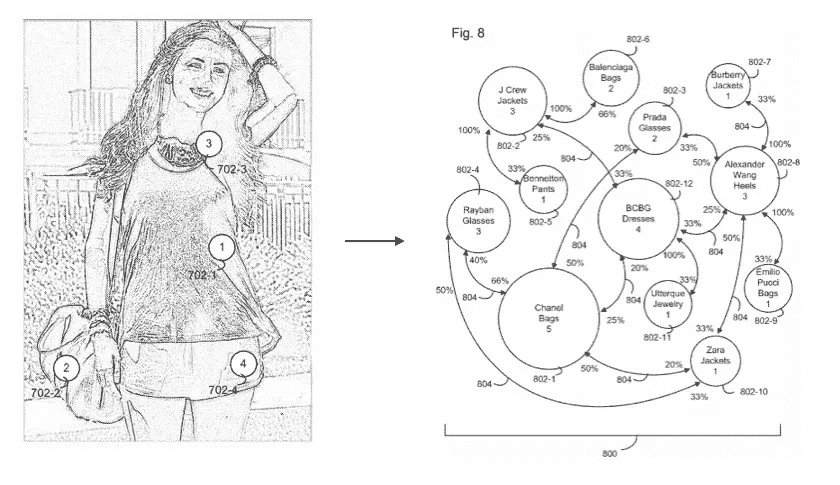 3
702-3
1
702-1
2
702-2
4
702-4
Fig. 8
802-6
Balenciaga
Bags
2
802-7
Burberry
Jackets
1
J Crew
Jackets
3
802-3
Prada
Glasses
2
100%
66%
33%
804
100%
25%
802-2
100%
804
20%
33%
50%
Alexander
Wang
Heels
3
802-8
802-4
33%
Bennetton
Pants
1
802-5
33%
802-12
Rayban
Glasses
3
BCBG
Dresses
4
25%
33%
804
100%
50%
804
40%
66%
804
50%
50%
20%
804
100%
33%
33%
Emilio
Pucci
Bags
1
802-9
Chanel
Bags
5
25%
Utterque
Jewelry
1
802-11
804
33%
Zara
Jackets
1
802-10
802-1
50%
804
20%
804
33%
800